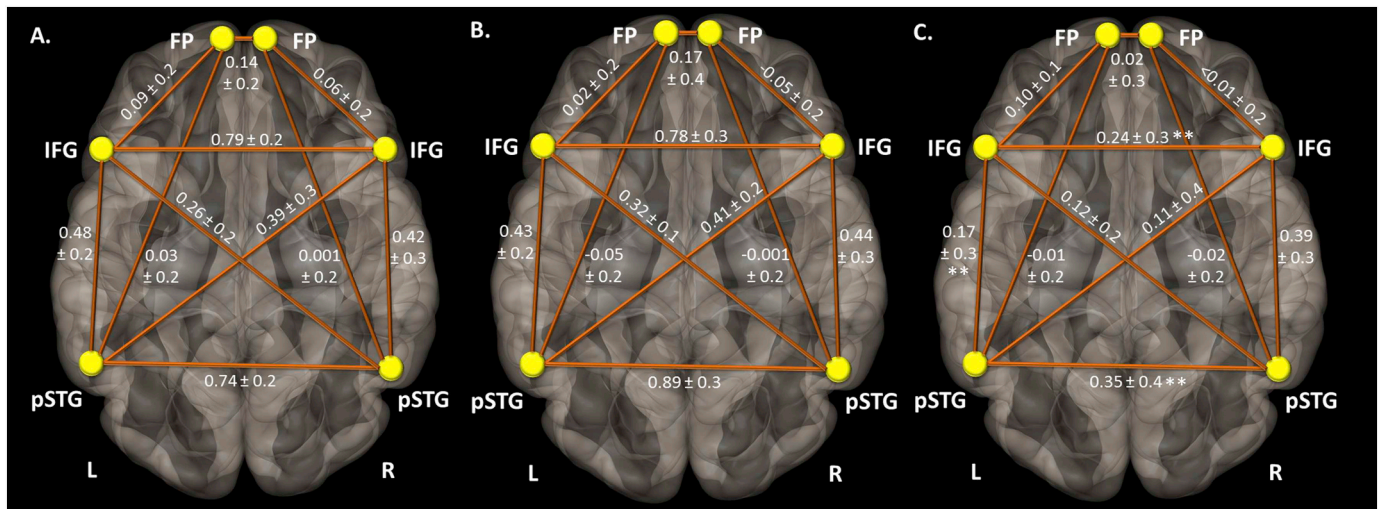 A.
FP
FP
0.14
± 0.2
0.09 ± 0.2
0.06 ± 0.2
IFG
0.79 ± 0.2
IFG
0.26 ± 0.2
0.39 ± 0.3
0.48
± 0.2
0.03
± 0.2
0.001
± 0.2
0.42
± 0.3
0.74 ± 0.2
pSTG
pSTG
L
R
B.
FP
FP
0.17
± 0.4
0.02 ± 0.2
-0.05 ± 0.2
IFG
0.78 ± 0.3
IFG
0.32 ± 0.1
0.41 ± 0.2
0.43
± 0.2
-0.05
± 0.2
-0.001
± 0.2
0.44
± 0.3
0.89 ± 0.3
pSTG
pSTG
L
R
C.
FP
FP
0.02
± 0.3
0.10 ± 0.1
<0.01 ± 0.2
IFG
0.24 ± 0.3 **
IFG
0.12 ± 0.2
0.11 ± 0.4
0.17
± 0.3
**
-0.01
± 0.2
-0.02
± 0.2
0.39
± 0.3
0.35 ± 0.4 **
pSTG
pSTG
L
R